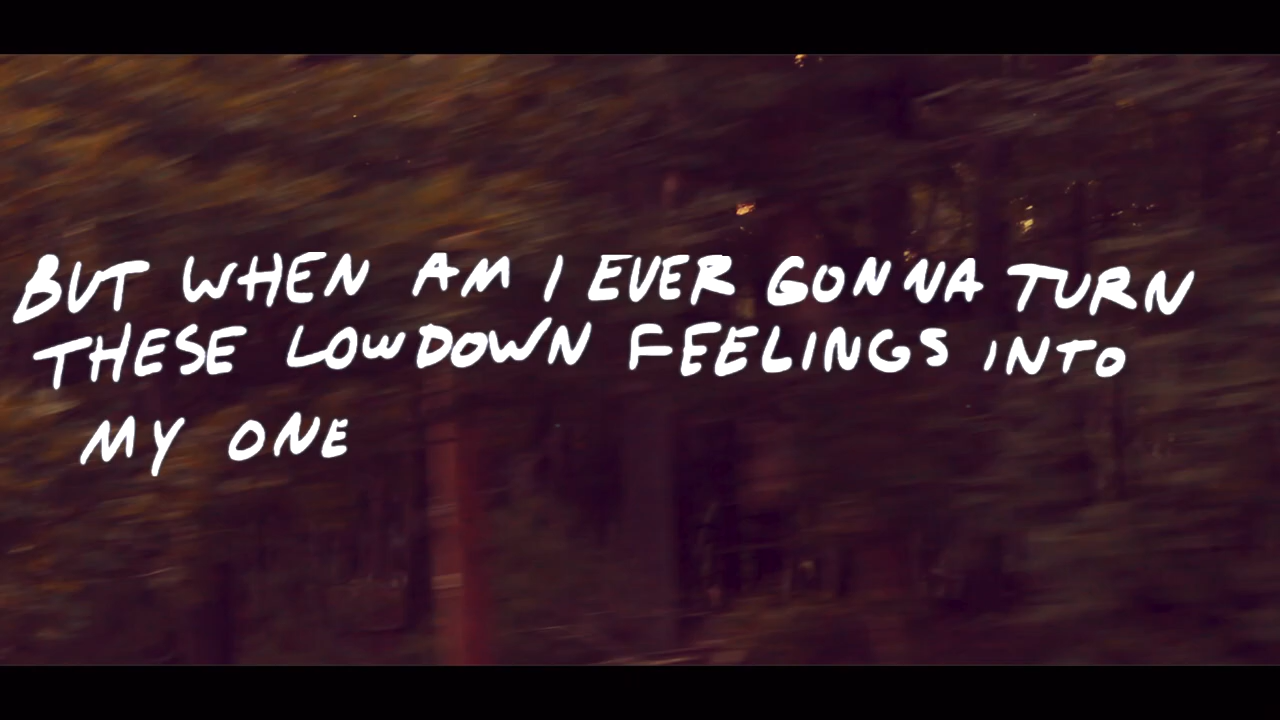 BUT WHEN AM I EVER GONNA TURN
THESE LOWDOWN FEELINGS INTO
MY ONE